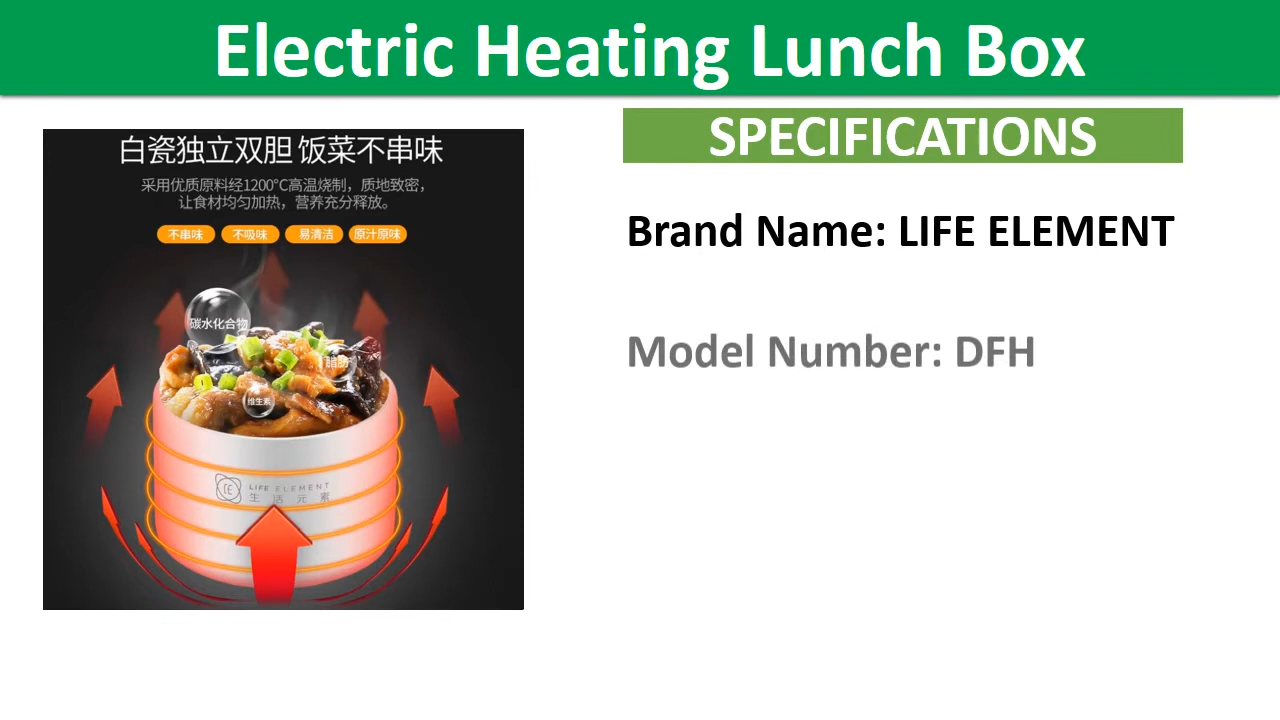 Electric Heating Lunch Box
白瓷独立双胆 饭菜不串味
采用优质原料经1200°C高温烧制，质地致密，
让食材均匀加热，营养充分释放。
不串味 不吸味 易清洁 原汁原味
碳水化合物
脂肪
维生素
LIFE ELEMENT
生活元素
SPECIFICATIONS
Brand Name: LIFE ELEMENT
Model Number: DFH